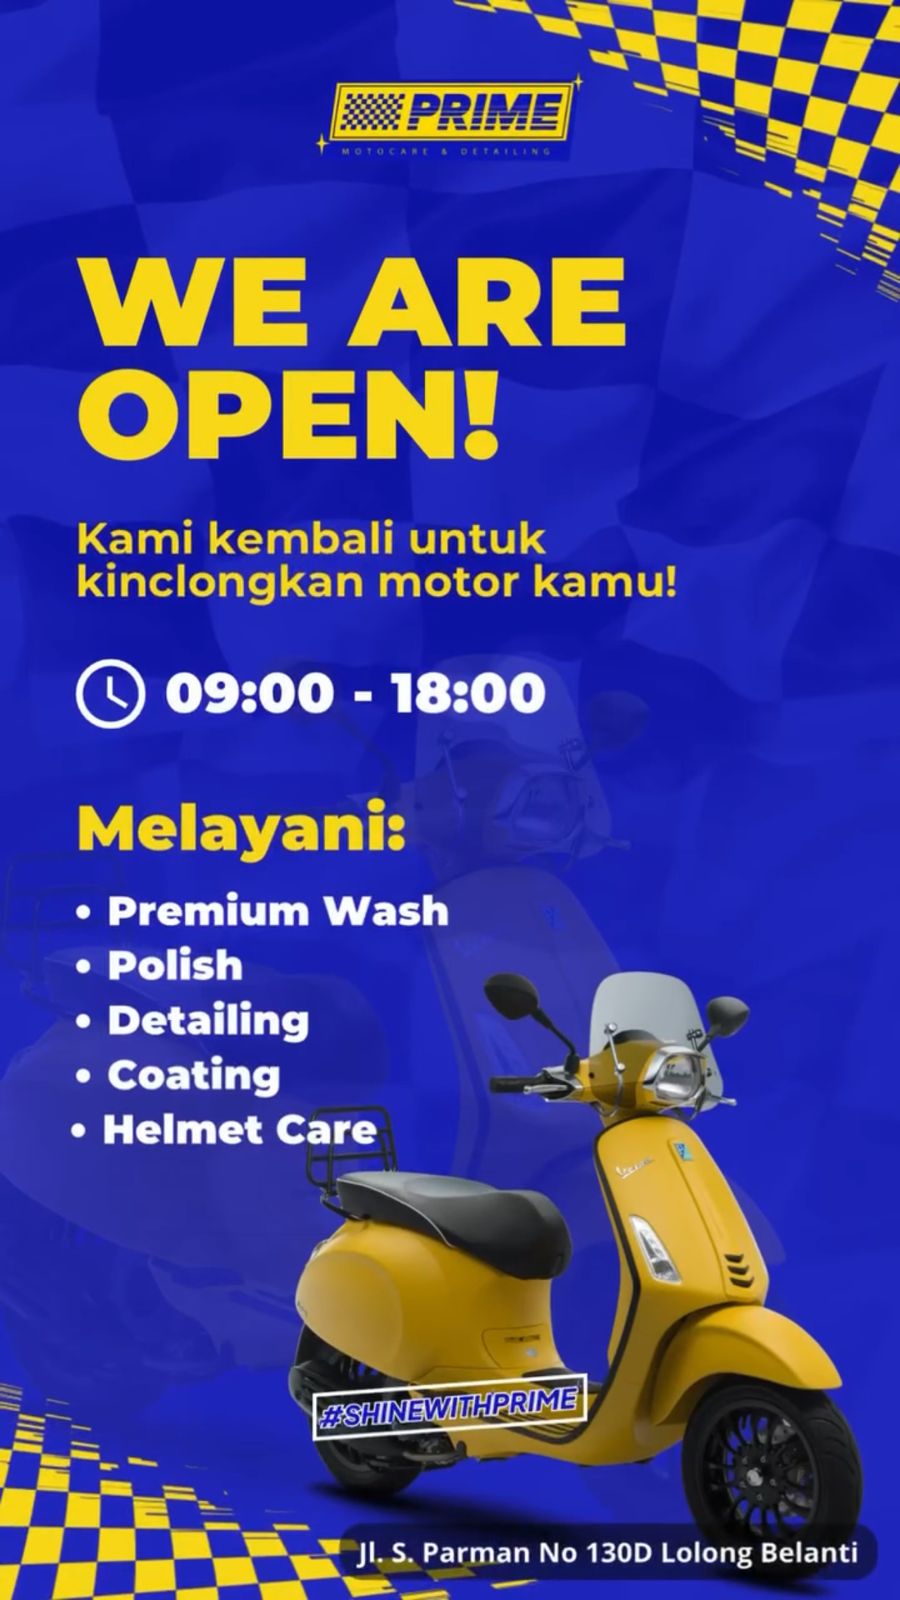 PRIME
MOTOCARE & DETAILING
WE ARE
OPEN!
Kami kembali untuk
kinclongkan motor kamu!
09:00 - 18:00
Melayani:
• Premium Wash
• Polish
• Detailing
• Coating
• Helmet Care
Vespa
#SHINEWITHPRIME
Jl. S. Parman No 130D Lolong Belanti